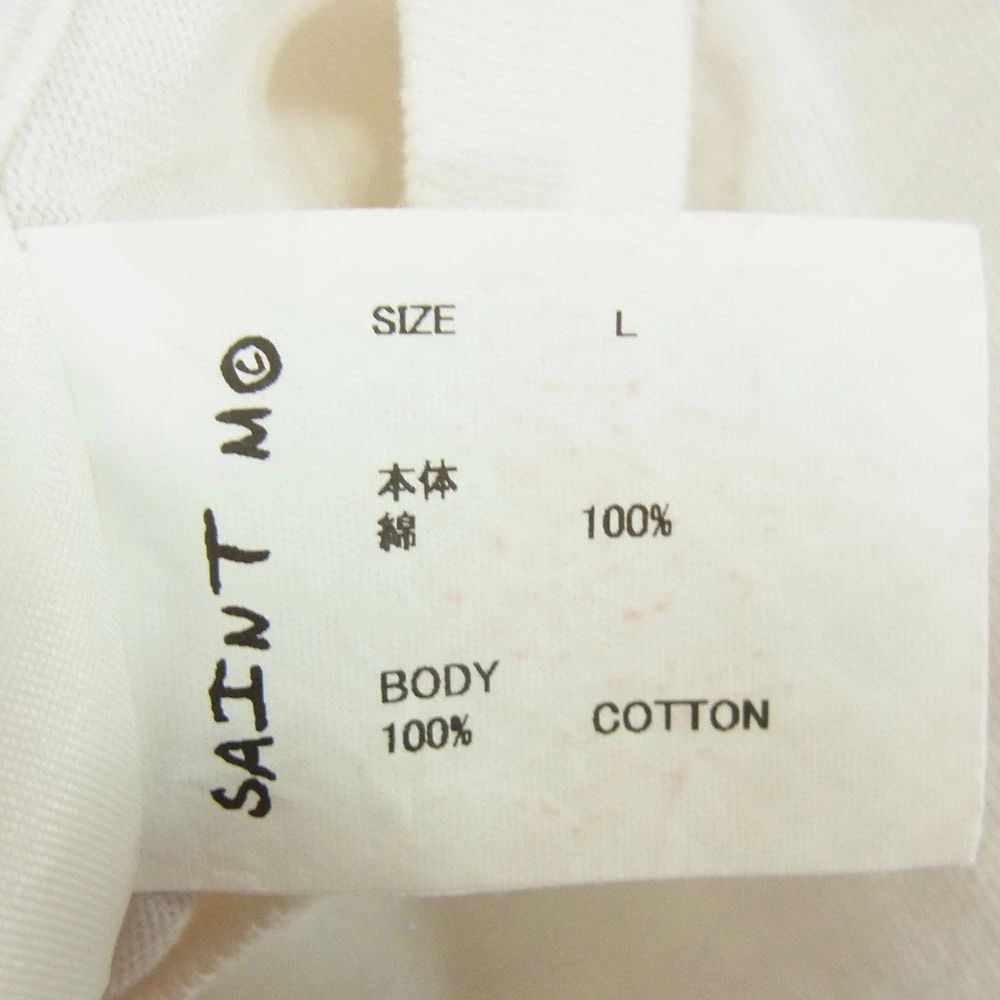 SAINT M©
SIZE L
本体
綿 100%
BODY
100% COTTON